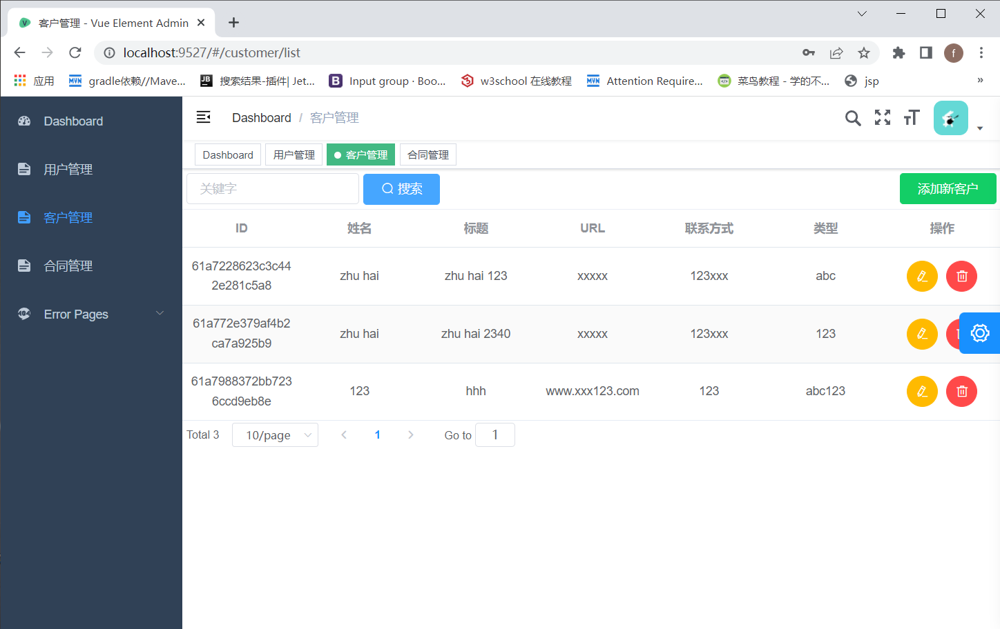 客户管理 - Vue Element Admin
localhost:9527/#/customer/list
f
应用
gradle依赖//Mave...
搜索结果-插件| Jet...
Input group · Boo...
w3school 在线教程
Attention Require...
菜鸟教程 - 学的不...
jsp
»
Dashboard
用户管理
客户管理
合同管理
404 Error Pages
Dashboard / 客户管理
Dashboard
用户管理
客户管理
合同管理
关键字
搜索
添加新客户
ID 姓名 标题 URL 联系方式 类型 操作
61a7228623c3c44
2e281c5a8
zhu hai
zhu hai 123
xxxxx
123xxx
abc
61a772e379af4b2
ca7a925b9
zhu hai
zhu hai 2340
xxxxx
123xxx
123
61a7988372bb723
6ccd9eb8e
123
hhh
www.xxx123.com
123
abc123
Total 3 10/page 1 Go to 1